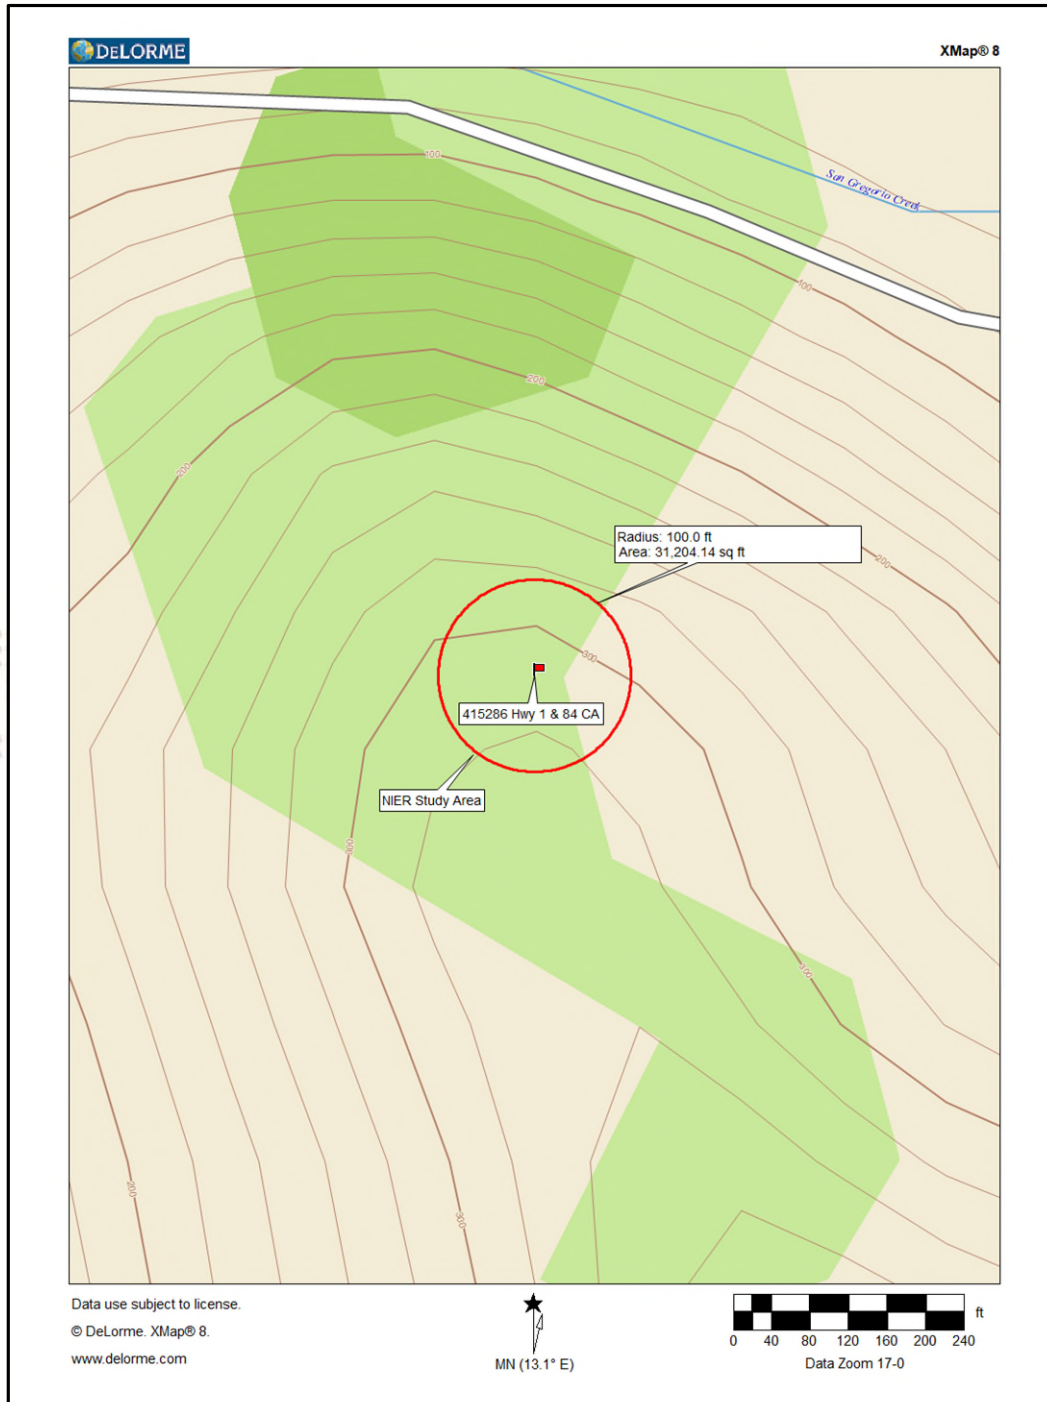 DELORME
XMap® 8
100
San Gregorio Creek
100
200
200
Radius: 100.0 ft
Area: 31,204.14 sq ft
200
300
415286 Hwy 1 & 84 CA
NIER Study Area
300
300
200
300
Data use subject to license.
© DeLorme. XMap® 8.
www.delorme.com
MN (13.1° E)
ft
0 40 80 120 160 200 240
Data Zoom 17-0